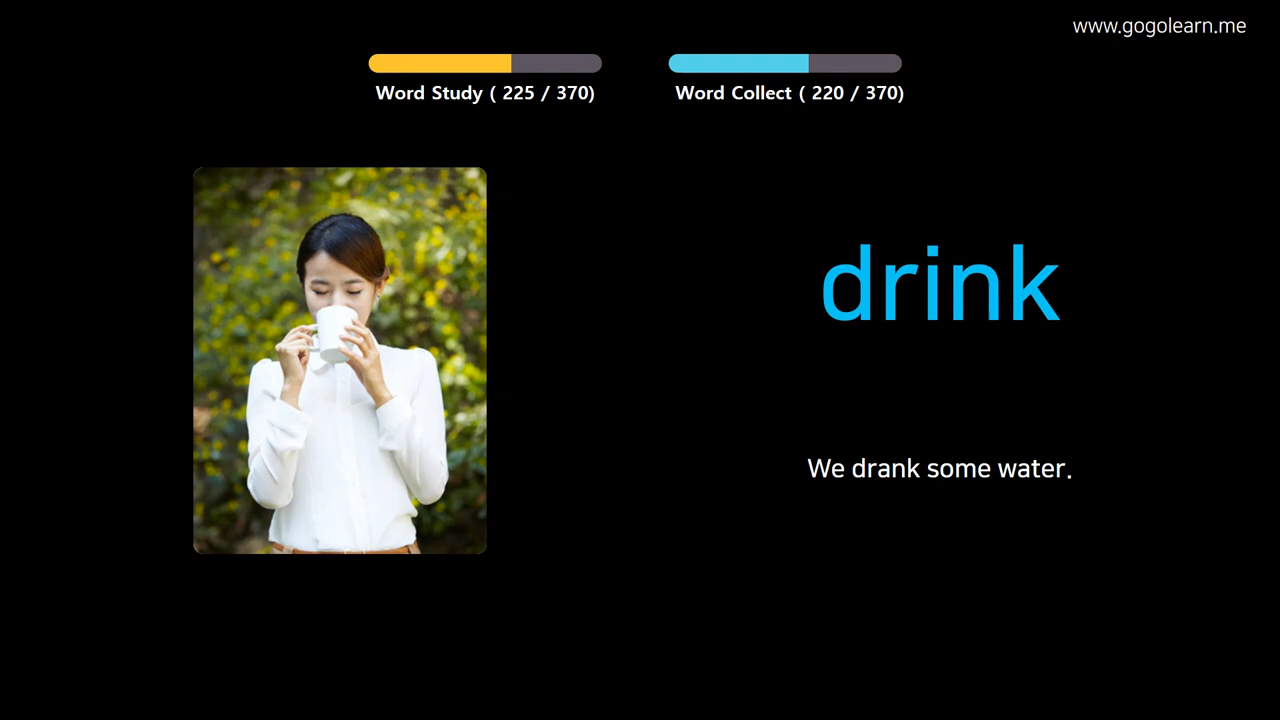 www.gogolearn.me
Word Study ( 225 / 370)
Word Collect ( 220 / 370)
drink
We drank some water.